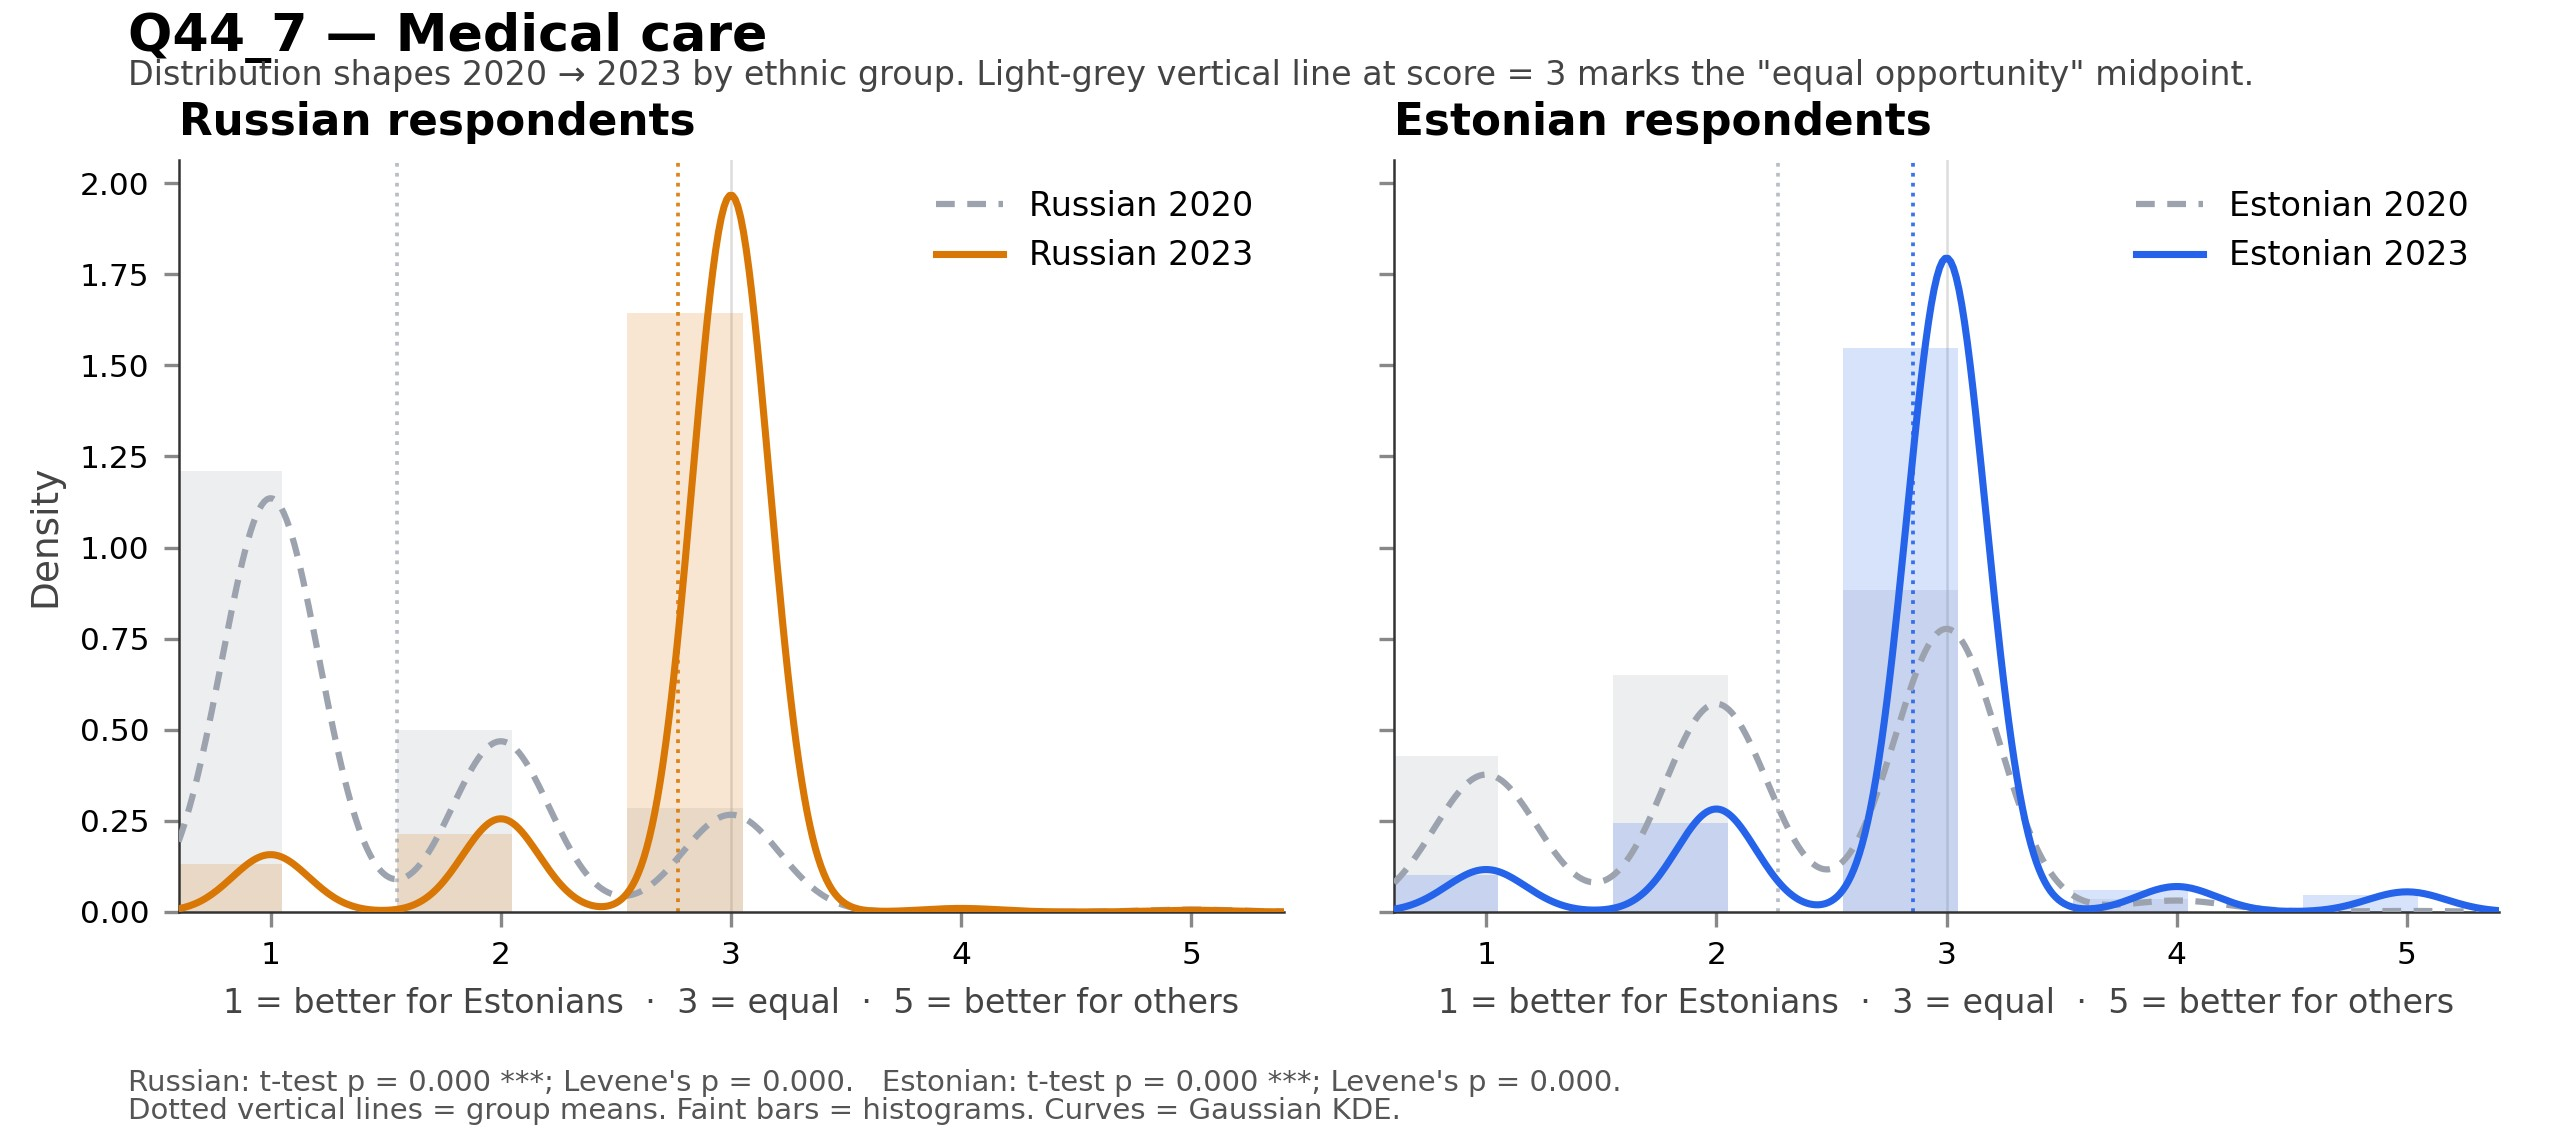 Q44_7 — Medical care
Distribution shapes 2020 → 2023 by ethnic group. Light-grey vertical line at score = 3 marks the "equal opportunity" midpoint.
Russian respondents
Estonian respondents
Density
2.00
1.75
1.50
1.25
1.00
0.75
0.50
0.25
0.00
Russian 2020
Russian 2023
Estonian 2020
Estonian 2023
1 2 3 4 5
1 2 3 4 5
1 = better for Estonians · 3 = equal · 5 = better for others
1 = better for Estonians · 3 = equal · 5 = better for others
Russian: t-test p = 0.000 ***; Levene's p = 0.000. Estonian: t-test p = 0.000 ***; Levene's p = 0.000.
Dotted vertical lines = group means. Faint bars = histograms. Curves = Gaussian KDE.